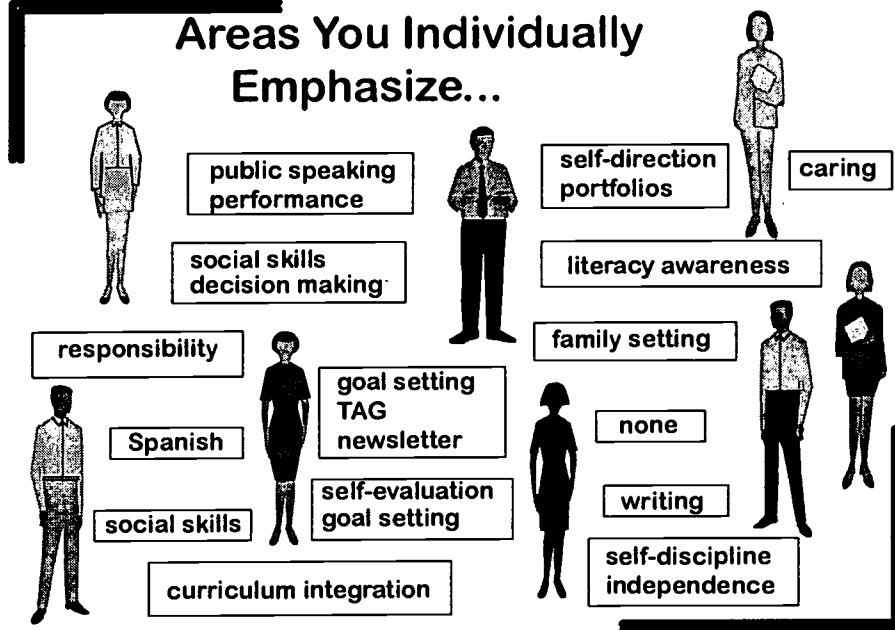 Areas You Individually
Emphasize...
public speaking
performance
self-direction
portfolios
caring
social skills
decision making
literacy awareness
responsibility
family setting
goal setting
TAG
newsletter
Spanish
none
self-evaluation
goal setting
writing
social skills
self-discipline
independence
curriculum integration